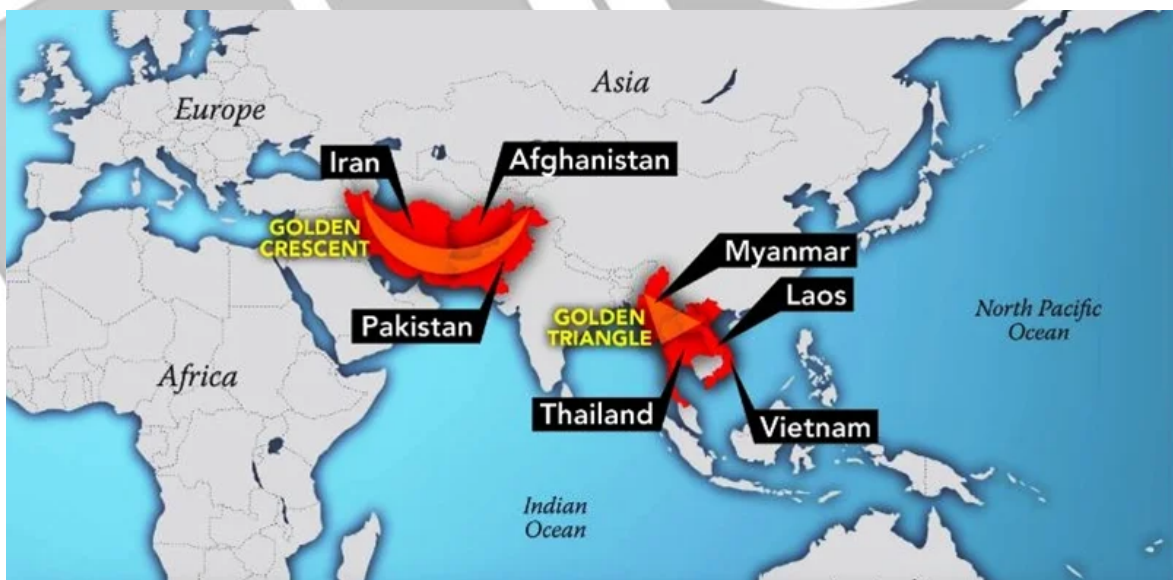 Europe
Asia
Iran
Afghanistan
GOLDEN
CRESCENT
Pakistan
Myanmar
Laos
GOLDEN
TRIANGLE
North Pacific
Ocean
Africa
Thailand
Vietnam
Indian
Ocean